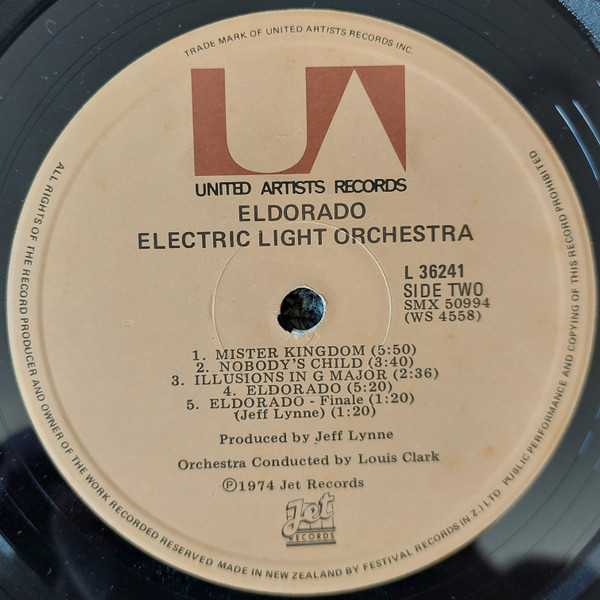 TRADE MARK OF UNITED ARTISTS RECORDS INC.
UA
UNITED ARTISTS RECORDS
ELDORADO
ELECTRIC LIGHT ORCHESTRA
L 36241
SIDE TWO
SMX 50994
(WS 4558)
1. MISTER KINGDOM (5:50)
2. NOBODY'S CHILD (3:40)
3. ILLUSIONS IN G MAJOR (2:36)
4. ELDORADO (5:20)
5. ELDORADO - Finale (1:20)
(Jeff Lynne) (1:20)
Produced by Jeff Lynne
Orchestra Conducted by Louis Clark
Ⓟ1974 Jet Records
Jet
RECORDS
ALL RIGHTS OF THE RECORD PRODUCER AND OWNER OF THE WORK RECORDED RESERVED MADE IN NEW ZEALAND BY FESTIVAL RECORDS (N.Z.) LTD. PUBLIC PERFORMANCE AND COPYING OF THIS RECORD PROHIBITED